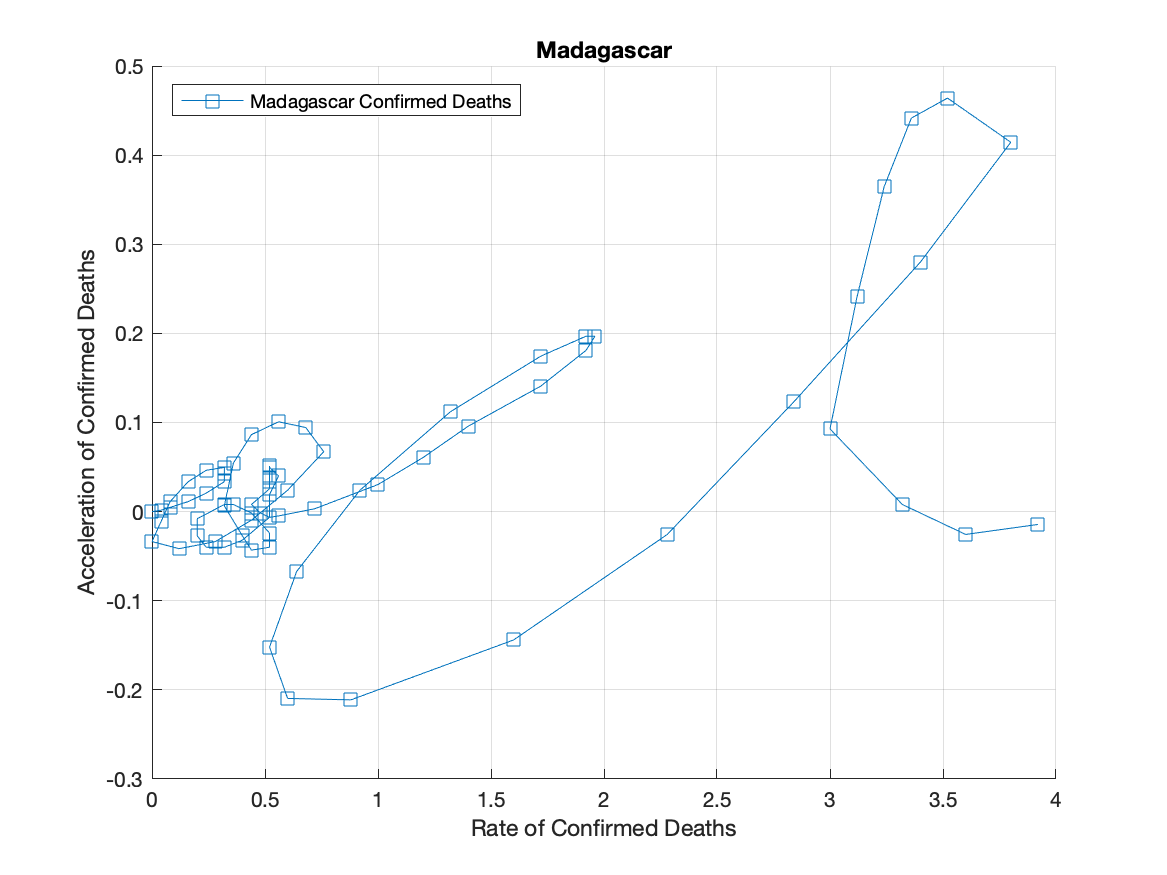 Madagascar
Madagascar Confirmed Deaths
0.5
0.4
0.3
0.2
0.1
0
-0.1
-0.2
-0.3
Acceleration of Confirmed Deaths
0 0.5 1 1.5 2 2.5 3 3.5 4
Rate of Confirmed Deaths